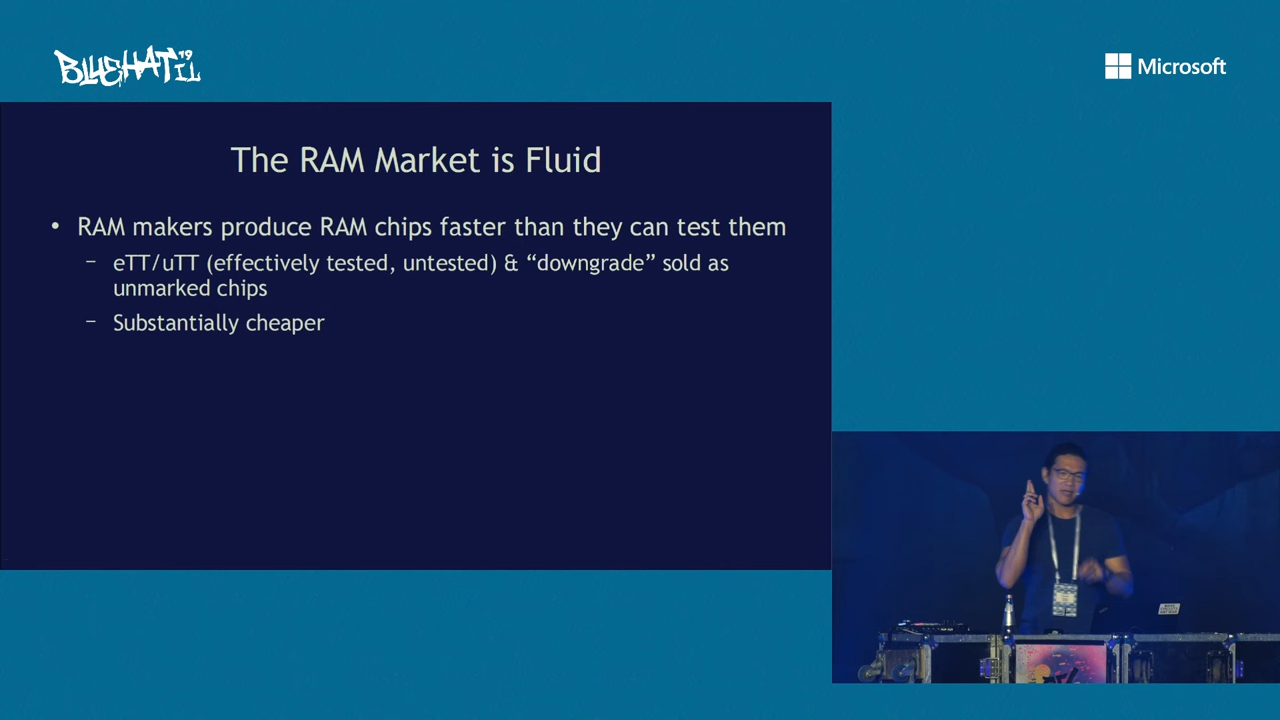 BLUEHAT IL '19
Microsoft
The RAM Market is Fluid
• RAM makers produce RAM chips faster than they can test them
– eTT/uTT (effectively tested, untested) & “downgrade” sold as
unmarked chips
– Substantially cheaper